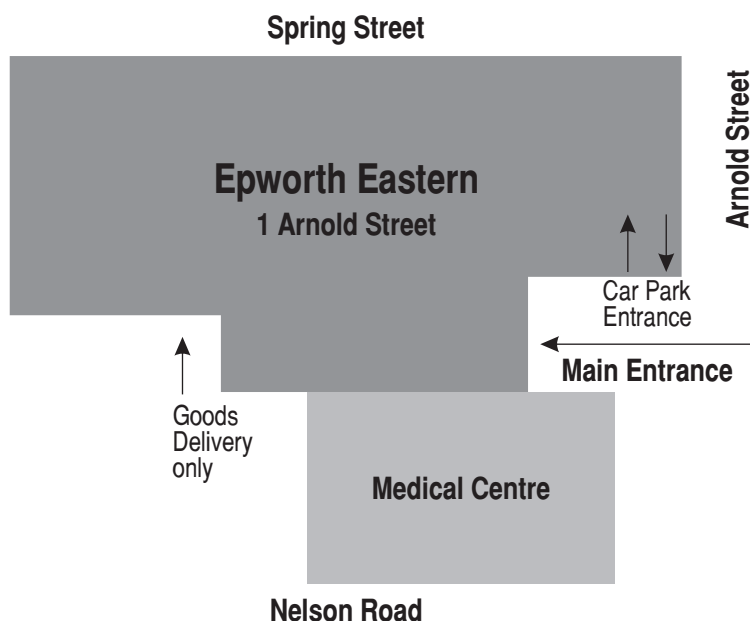 Spring Street
Arnold Street
Epworth Eastern
1 Arnold Street
Car Park
Entrance
Main Entrance
Goods
Delivery
only
Medical Centre
Nelson Road